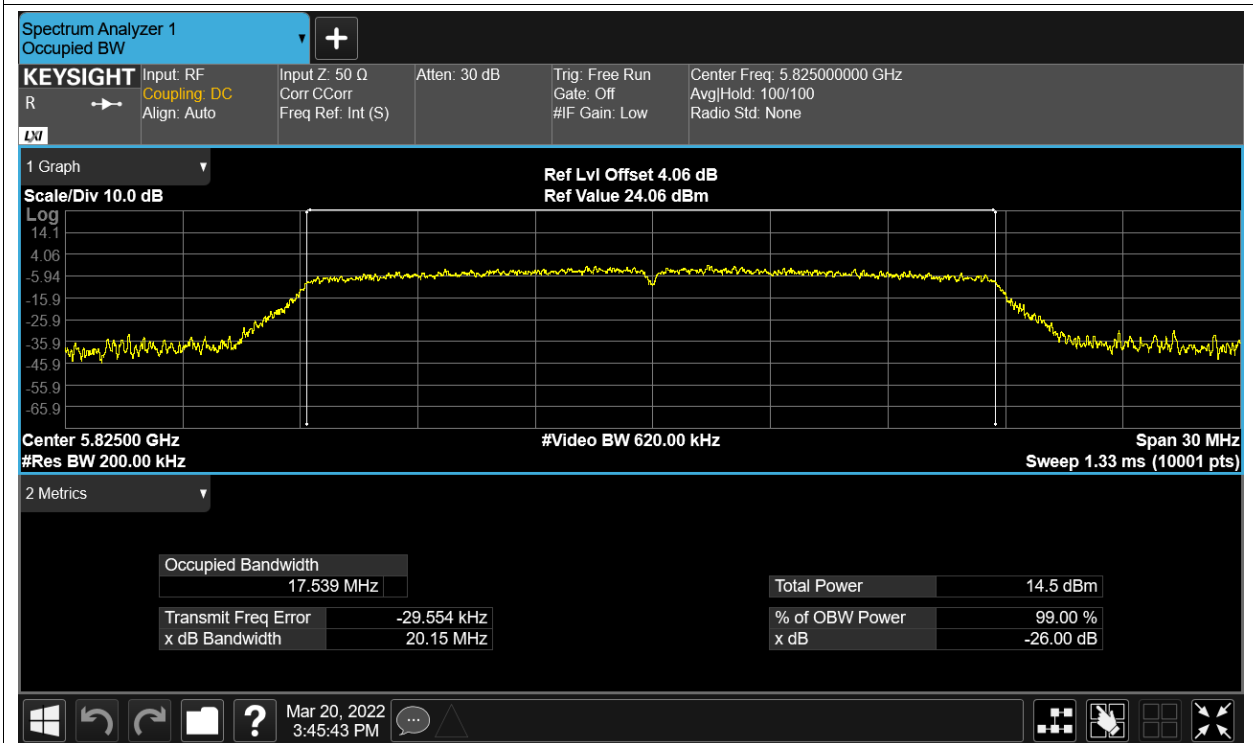 Spectrum Analyzer 1
Occupied BW
KEYSIGHT
R
LXI
Input: RF
Coupling: DC
Align: Auto
Input Z: 50 Ω
Corr CCorr
Freq Ref: Int (S)
Atten: 30 dB
Trig: Free Run
Gate: Off
#IF Gain: Low
Center Freq: 5.825000000 GHz
Avg|Hold: 100/100
Radio Std: None
1 Graph
Ref Lvl Offset 4.06 dB
Scale/Div 10.0 dB
Ref Value 24.06 dBm
Log
14.1
4.06
-5.94
-15.9
-25.9
-35.9
-45.9
-55.9
-65.9
Center 5.82500 GHz
#Video BW 620.00 kHz
Span 30 MHz
#Res BW 200.00 kHz
Sweep 1.33 ms (10001 pts)
2 Metrics
Occupied Bandwidth
17.539 MHz
Total Power 14.5 dBm
Transmit Freq Error -29.554 kHz
% of OBW Power 99.00 %
x dB Bandwidth 20.15 MHz
x dB -26.00 dB
?
Mar 20, 2022
3:45:43 PM